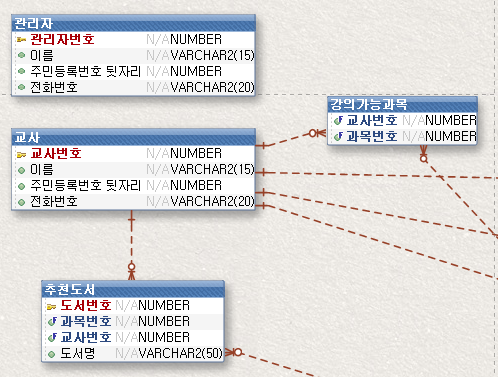 관리자
관리자번호 N/A NUMBER
이름 N/A VARCHAR2(15)
주민등록번호 뒷자리 N/A NUMBER
전화번호 N/A VARCHAR2(20)
강의가능과목
교사번호 N/A NUMBER
과목번호 N/A NUMBER
교사
교사번호 N/A NUMBER
이름 N/A VARCHAR2(15)
주민등록번호 뒷자리 N/A NUMBER
전화번호 N/A VARCHAR2(20)
추천도서
도서번호 N/A NUMBER
과목번호 N/A NUMBER
교사번호 N/A NUMBER
도서명 N/A VARCHAR2(50)